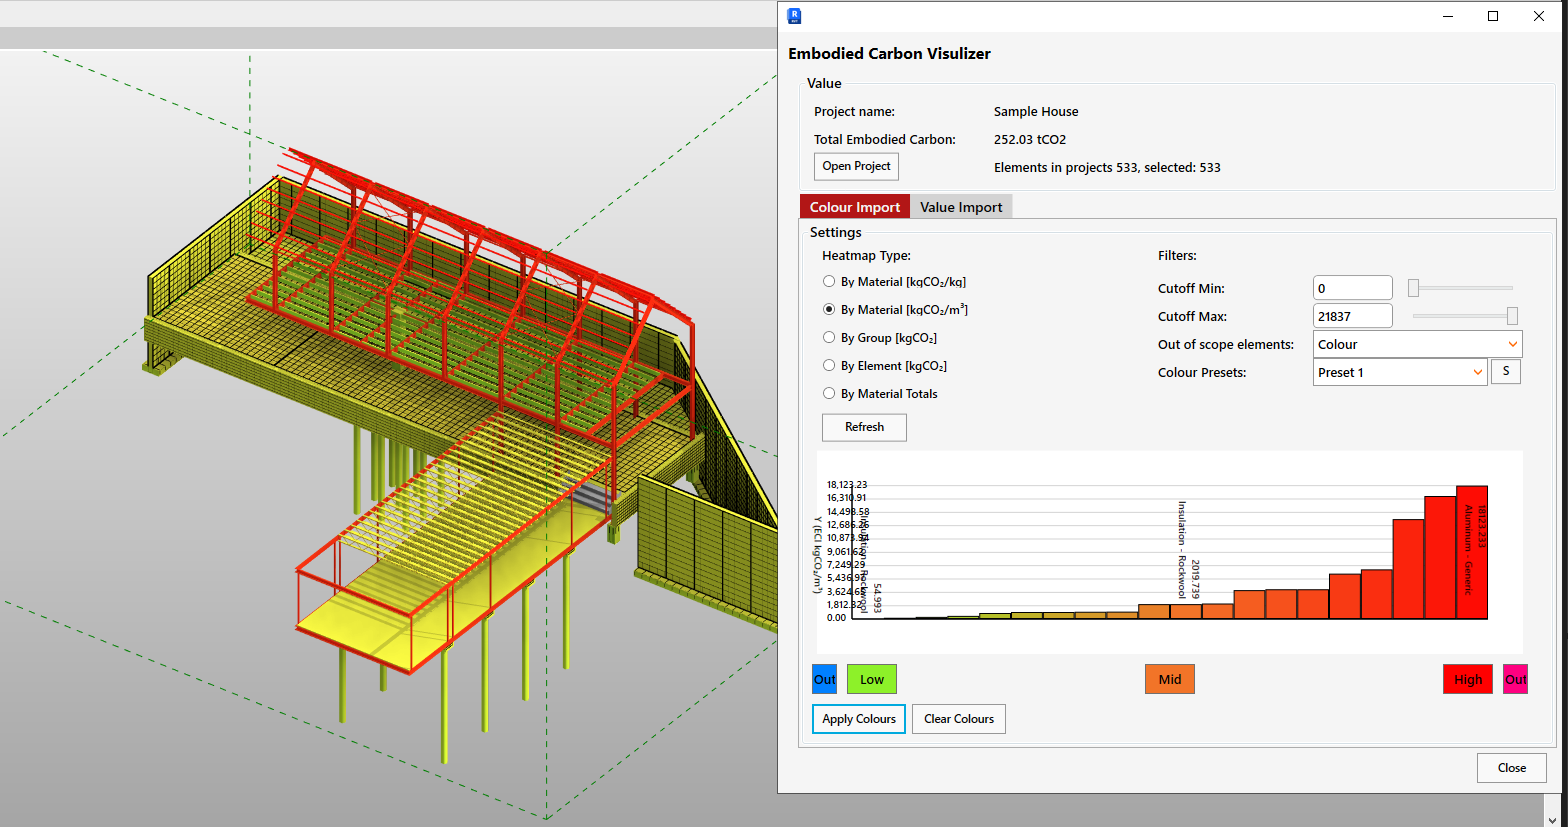 Embodied Carbon Visulizer
Value
Project name: Sample House
Total Embodied Carbon: 252.03 tCO2
Open Project Elements in projects 533, selected: 533
Colour Import Value Import
Settings
Heatmap Type: Filters:
By Material [kgCO₂/kg] Cutoff Min: 0
By Material [kgCO₂/m³] Cutoff Max: 21837
By Group [kgCO₂] Out of scope elements: Colour
By Element [kgCO₂] Colour Presets: Preset 1 S
By Material Totals
Refresh
18,123.23
16,310.91
14,498.58
12,686.26
10,873.94
9,061.62
7,249.29
5,436.97
3,624.65
1,812.32
0.00
Y (ECI kgCO₂/m³)
Insulation - Rockwool
54.993
Insulation - Rockwool
2019.739
Aluminum - Generic
18123.233
Out Low Mid High Out
Apply Colours Clear Colours
Close